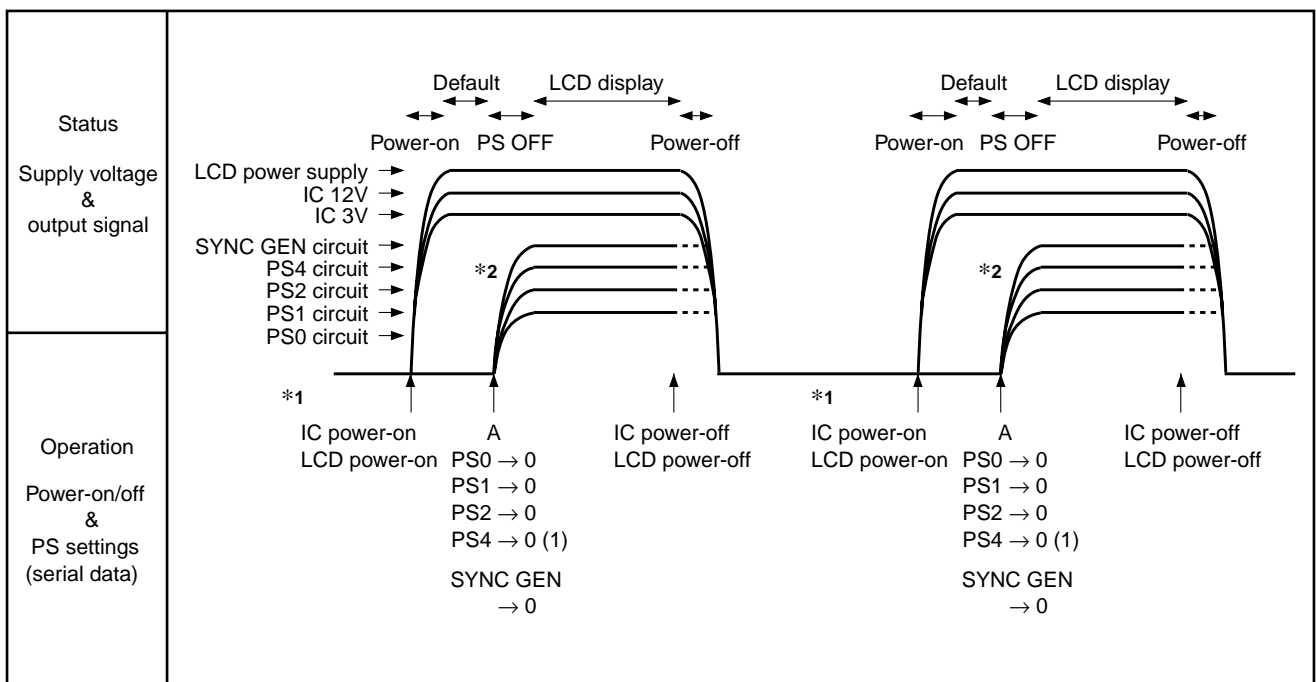 Status
Supply voltage
&
output signal
Operation
Power-on/off
&
PS settings
(serial data)
Default LCD display
Power-on PS OFF Power-off
LCD power supply →
IC 12V →
IC 3V →
SYNC GEN circuit →
PS4 circuit →
PS2 circuit →
PS1 circuit →
PS0 circuit →
*2
*1
IC power-on A IC power-off
LCD power-on PS0 → 0 LCD power-off
PS1 → 0
PS2 → 0
PS4 → 0 (1)
SYNC GEN
→ 0
Default LCD display
Power-on PS OFF Power-off
*2
*1
IC power-on A IC power-off
LCD power-on PS0 → 0 LCD power-off
PS1 → 0
PS2 → 0
PS4 → 0 (1)
SYNC GEN
→ 0